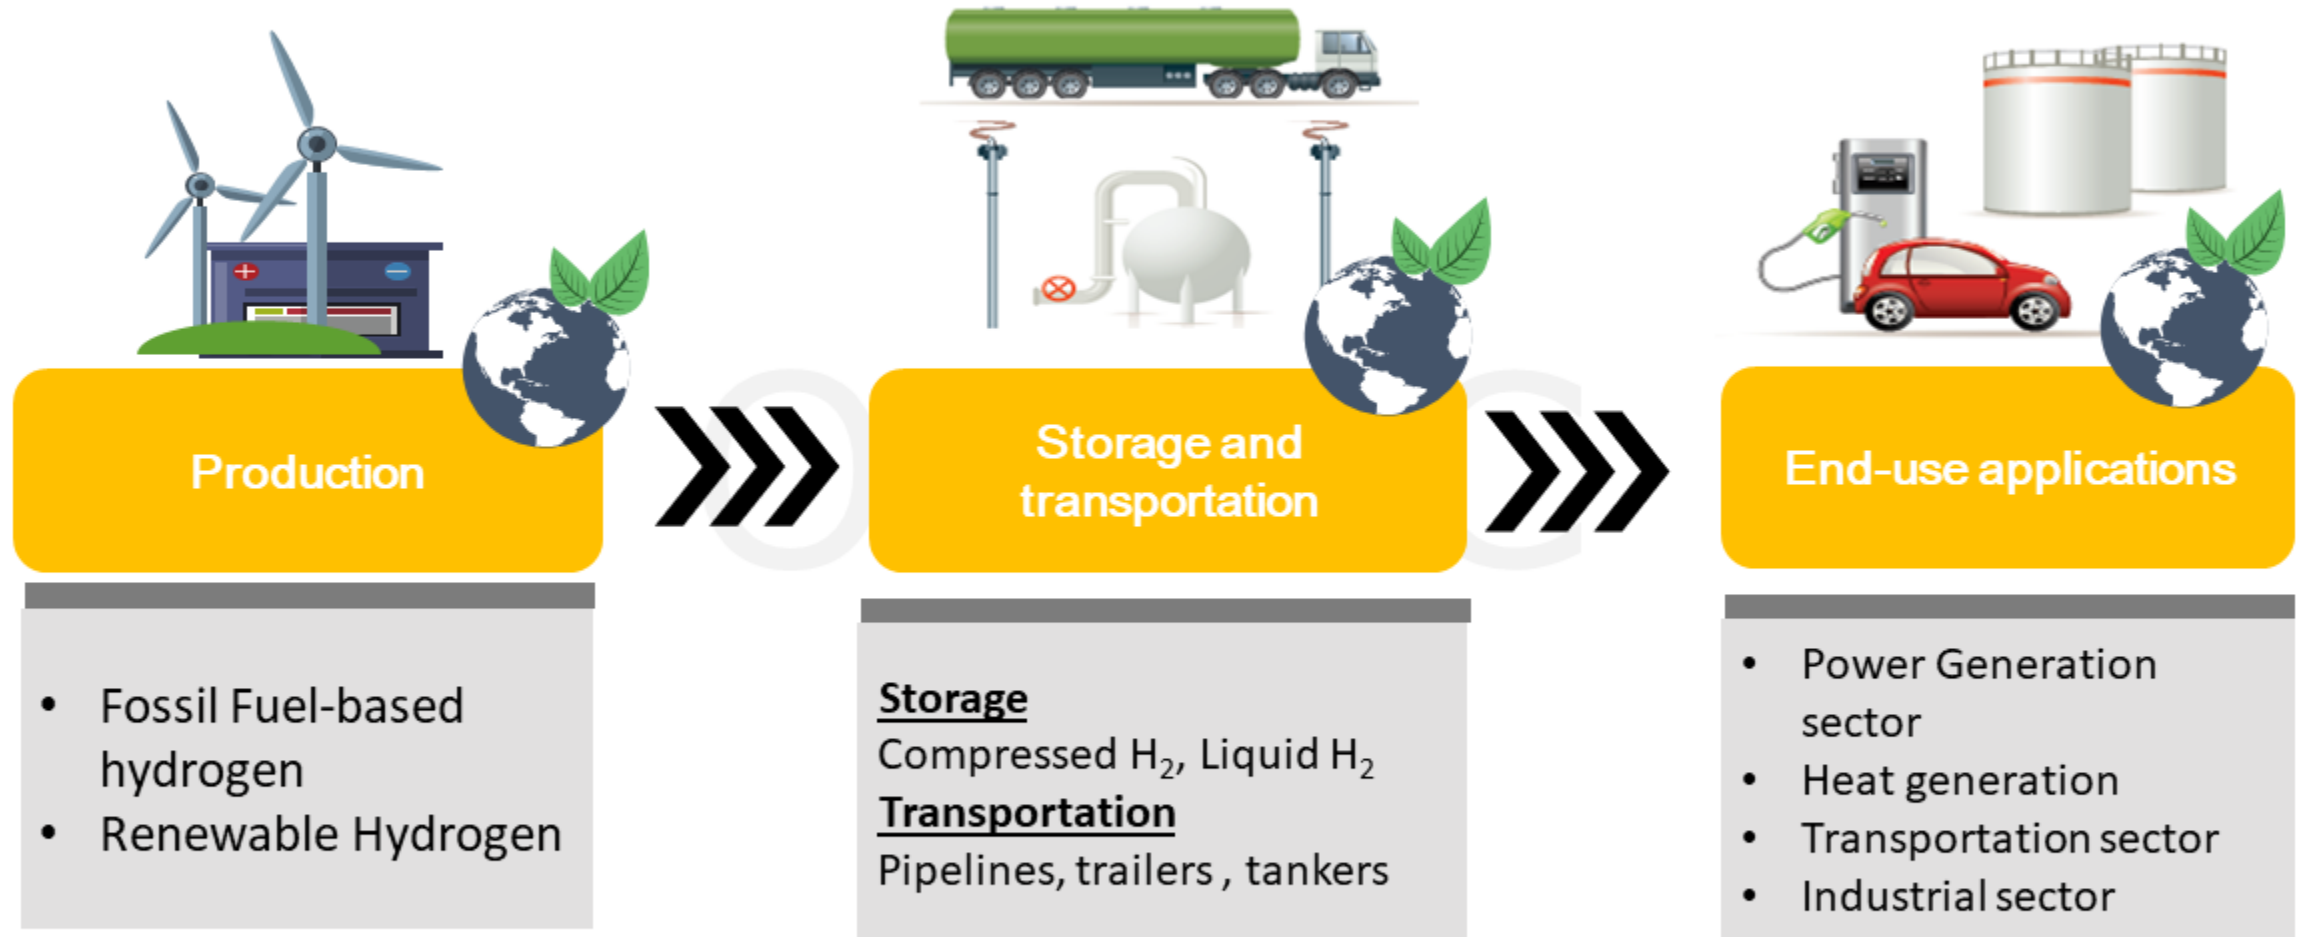 Production
Storage and
transportation
End-use applications
• Fossil Fuel-based
hydrogen
• Renewable Hydrogen
Storage
Compressed H₂, Liquid H₂
Transportation
Pipelines, trailers , tankers
• Power Generation
sector
• Heat generation
• Transportation sector
• Industrial sector